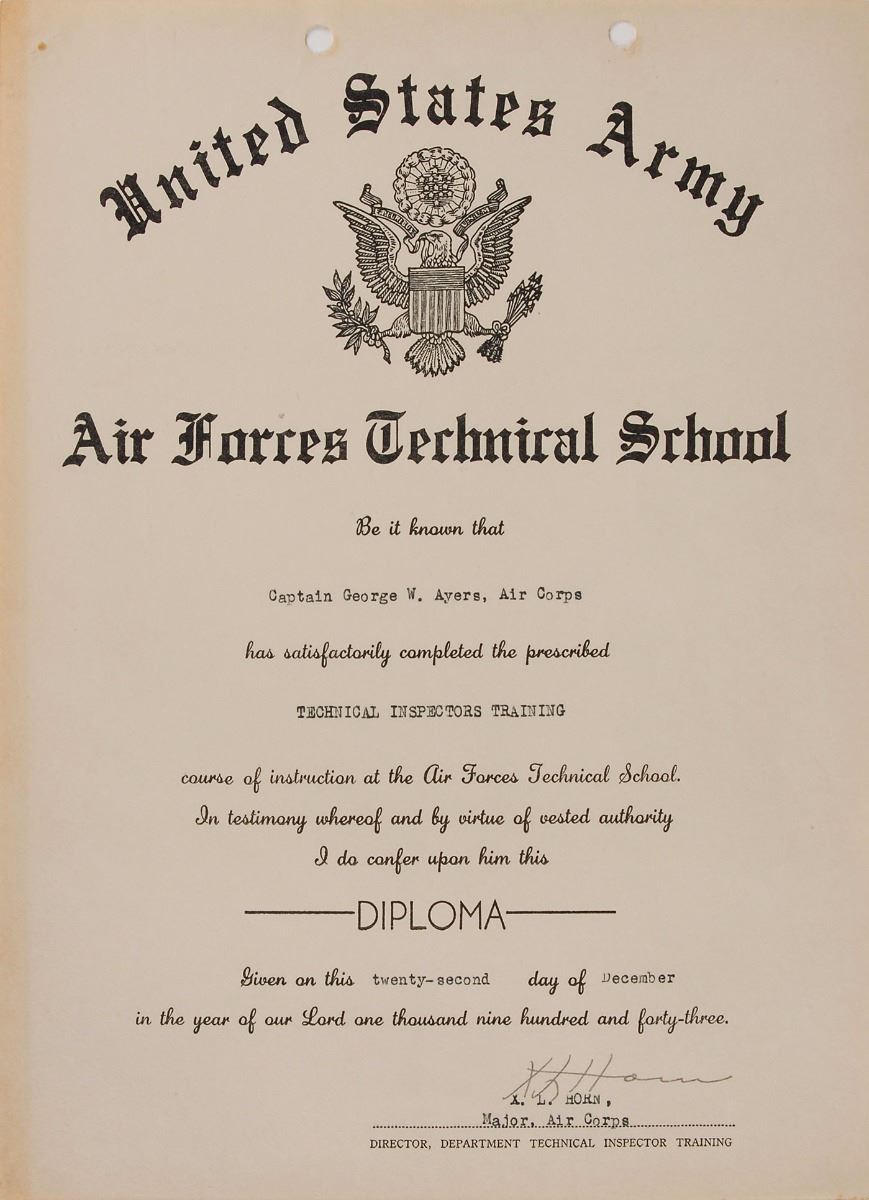 United States Army
Air Forces Technical School
Be it known that
Captain George W. Ayers, Air Corps
has satisfactorily completed the prescribed
TECHNICAL INSPECTORS TRAINING
course of instruction at the Air Forces Technical School.
In testimony whereof and by virtue of vested authority
I do confer upon him this
DIPLOMA
Given on this twenty-second day of December
in the year of our Lord one thousand nine hundred and forty-three.
X. L. HORN,
Major, Air Corps
DIRECTOR, DEPARTMENT TECHNICAL INSPECTOR TRAINING